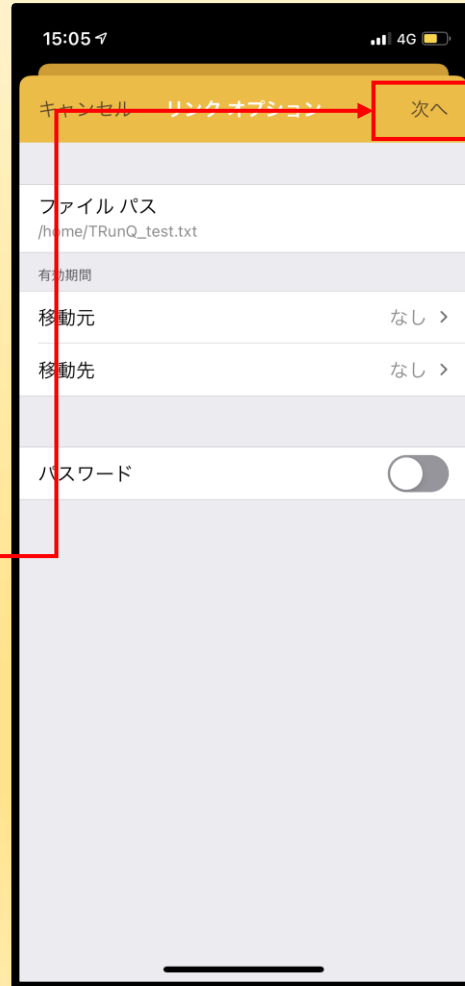 15:05 4G
キャンセル リンク オプション 次へ
ファイル パス
/home/TRunQ_test.txt
有効期間
移動元 なし >
移動先 なし >
パスワード